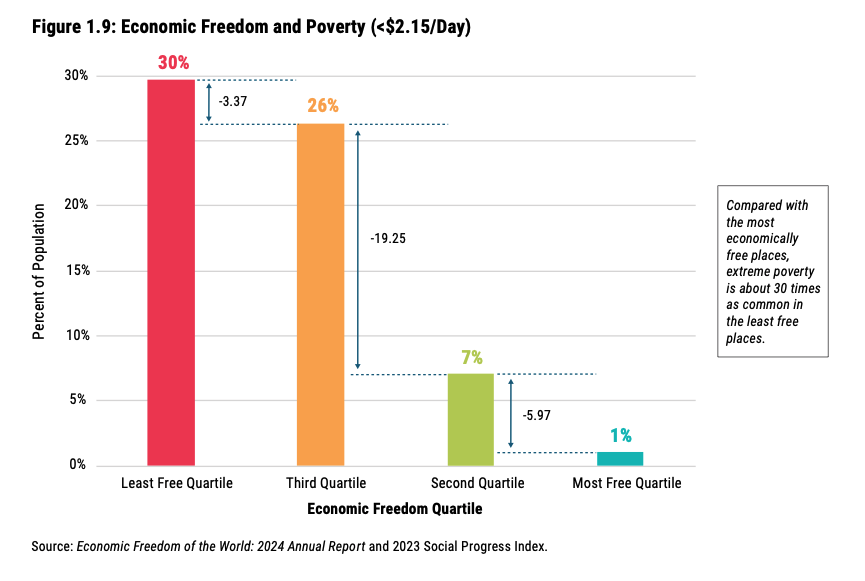 Figure 1.9: Economic Freedom and Poverty (<$2.15/Day)
30%
30%
-3.37
26%
25%
20%
-19.25
15%
10%
7%
5%
-5.97
1%
0%
Percent of Population
Least Free Quartile
Third Quartile
Second Quartile
Most Free Quartile
Economic Freedom Quartile
Compared with
the most
economically
free places,
extreme poverty
is about 30 times
as common in
the least free
places.
Source: Economic Freedom of the World: 2024 Annual Report and 2023 Social Progress Index.